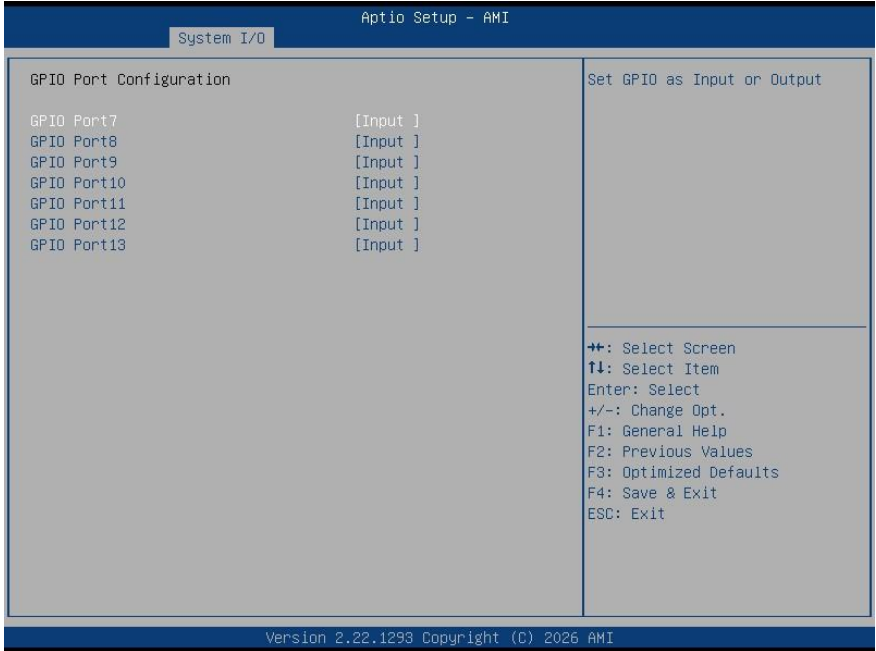 Aptio Setup - AMI
System I/O
GPIO Port Configuration
GPIO Port7 [Input ]
GPIO Port8 [Input ]
GPIO Port9 [Input ]
GPIO Port10 [Input ]
GPIO Port11 [Input ]
GPIO Port12 [Input ]
GPIO Port13 [Input ]
Set GPIO as Input or Output
→←: Select Screen
↑↓: Select Item
Enter: Select
+/-: Change Opt.
F1: General Help
F2: Previous Values
F3: Optimized Defaults
F4: Save & Exit
ESC: Exit
Version 2.22.1293 Copyright (C) 2026 AMI